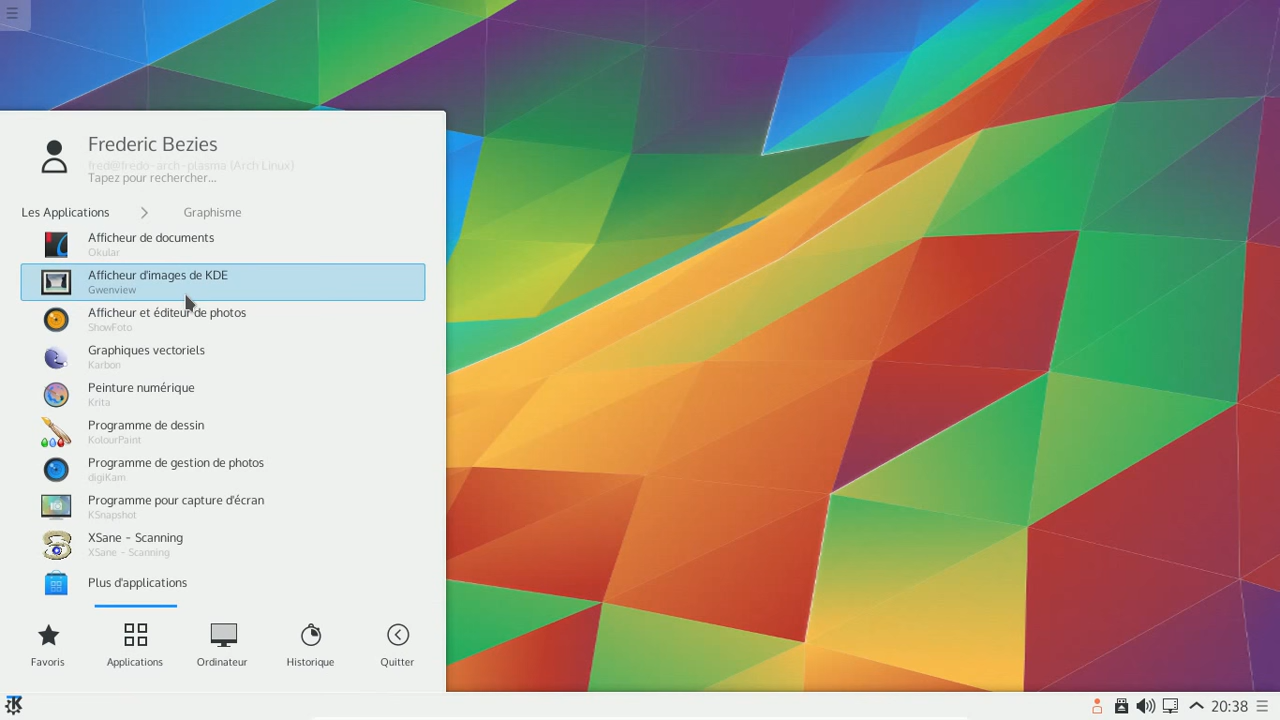 Frederic Bezies
fred@fredo-arch-plasma (Arch Linux)
Tapez pour rechercher...
Les Applications
Graphisme
Afficheur de documents
Okular
Afficheur d'images de KDE
Gwenview
Afficheur et éditeur de photos
ShowFoto
Graphiques vectoriels
Karbon
Peinture numérique
Krita
Programme de dessin
KolourPaint
Programme de gestion de photos
digiKam
Programme pour capture d'écran
KSnapshot
XSane - Scanning
XSane - Scanning
Plus d'applications
Favoris
Applications
Ordinateur
Historique
Quitter
20:38